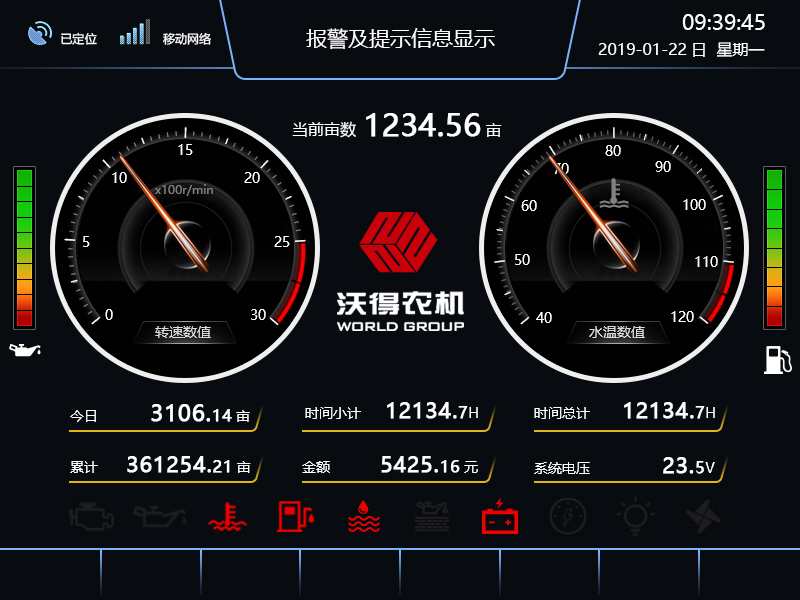 已定位
移动网络
报警及提示信息显示
09:39:45
2019-01-22 日 星期一
当前亩数 1234.56 亩
0
5
10
15
20
25
30
x100r/min
转速数值
沃得农机
WORLD GROUP
40
50
60
70
80
90
100
110
120
水温数值
今日 3106.14 亩
时间小计 12134.7H
时间总计 12134.7H
累计 361254.21 亩
金额 5425.16 元
系统电压 23.5V